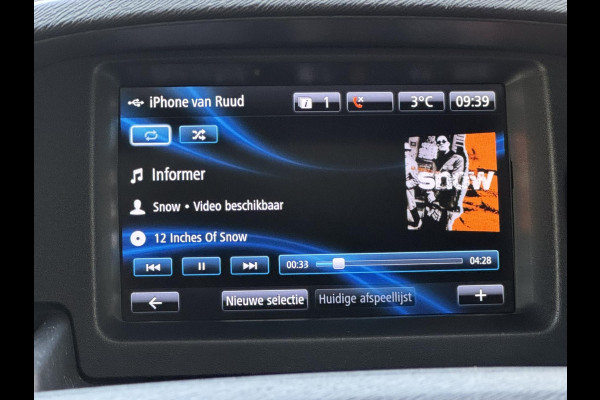 iPhone van Ruud 1 3°C 09:39
Informer
Snow • Video beschikbaar
12 Inches Of Snow
00:33 04:28
Nieuwe selectie Huidige afspeellijst +
snow